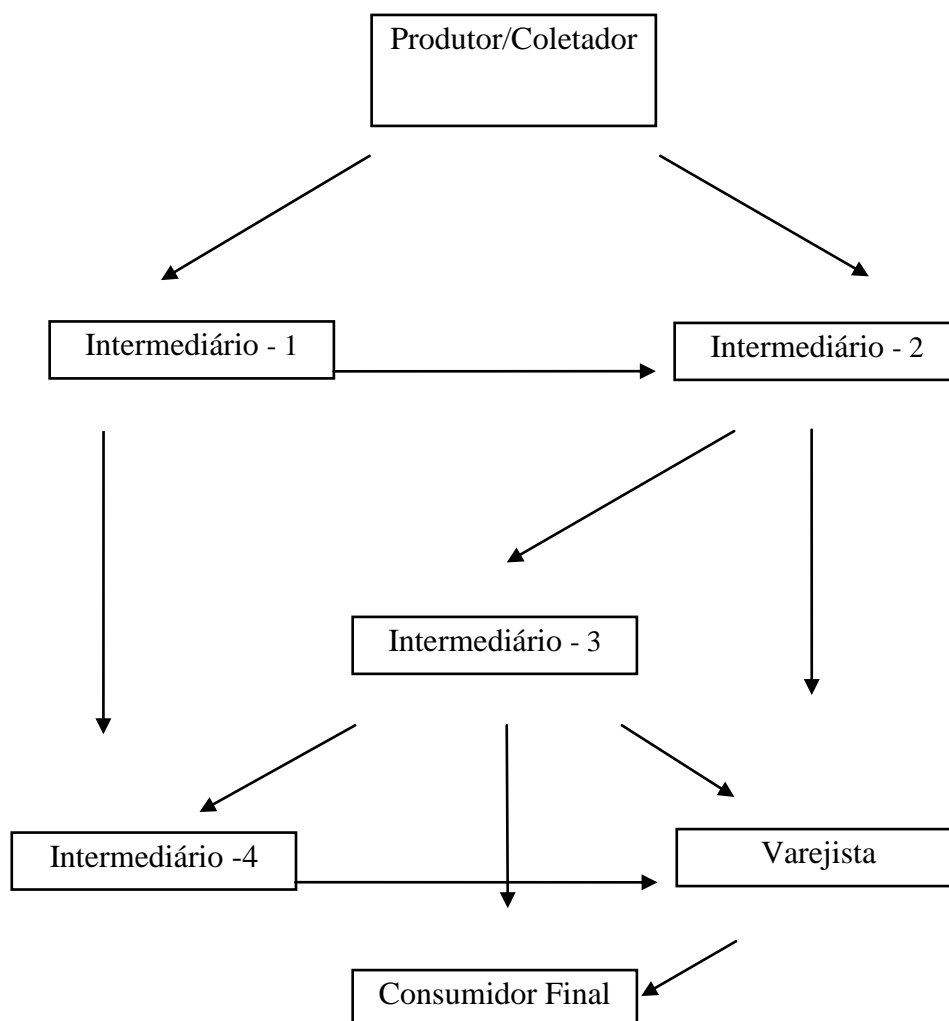 Produtor/Coletador
Intermediário - 1
Intermediário - 2
Intermediário - 3
Intermediário -4
Varejista
Consumidor Final